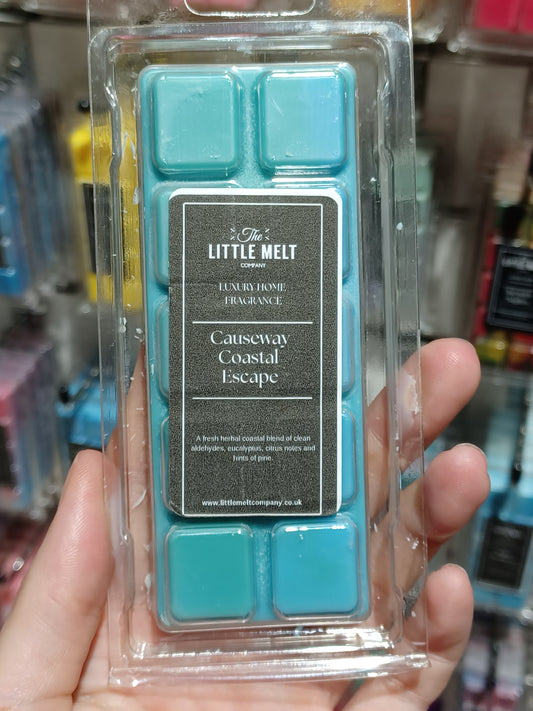 The
LITTLE MELT
COMPANY
LUXURY HOME
FRAGRANCE
Causeway
Coastal
Escape
A fresh herbal coastal blend of clean
aldehydes, eucalyptus, citrus notes and
hints of pine.
www.littlemeltcompany.co.uk